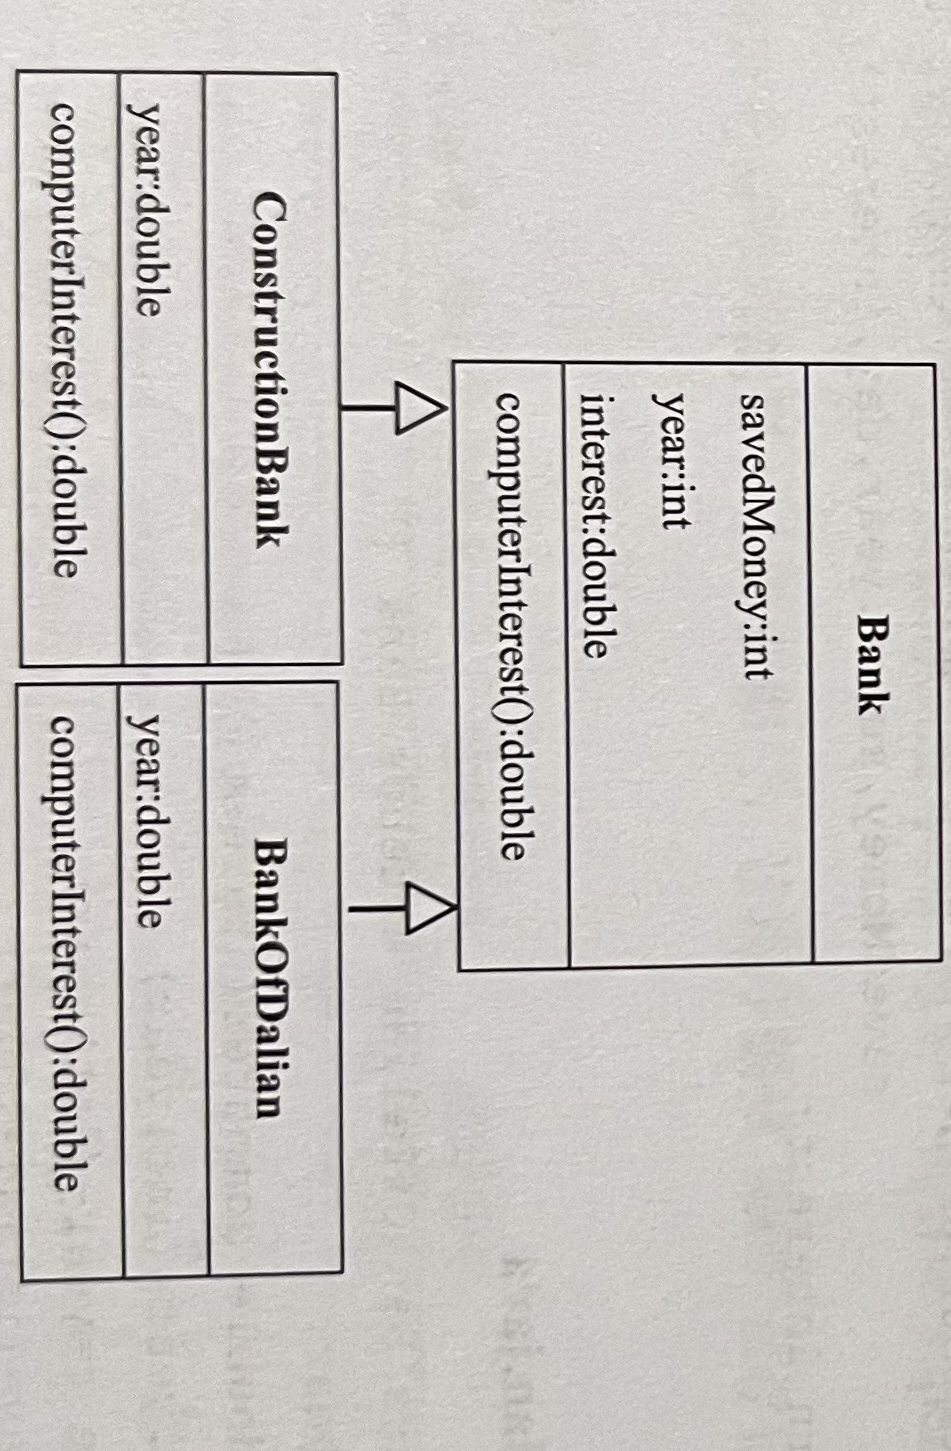 Bank
savedMoney:int
year:int
interest:double
computerInterest():double
ConstructionBank
year:double
computerInterest():double
BankOfDalian
year:double
computerInterest():double